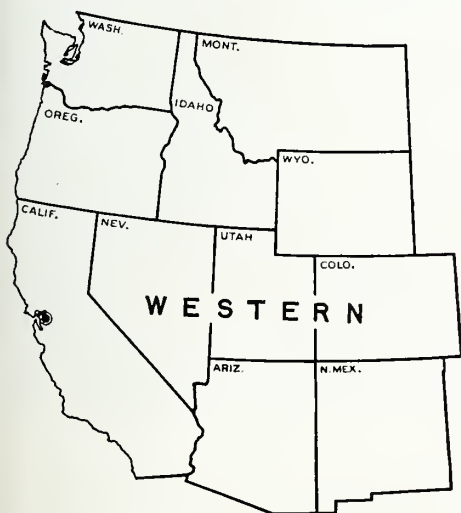 WASH.
MONT.
IDAHO
OREG.
WYO.
CALIF.
NEV.
UTAH
COLO.
WESTERN
ARIZ.
N.MEX.